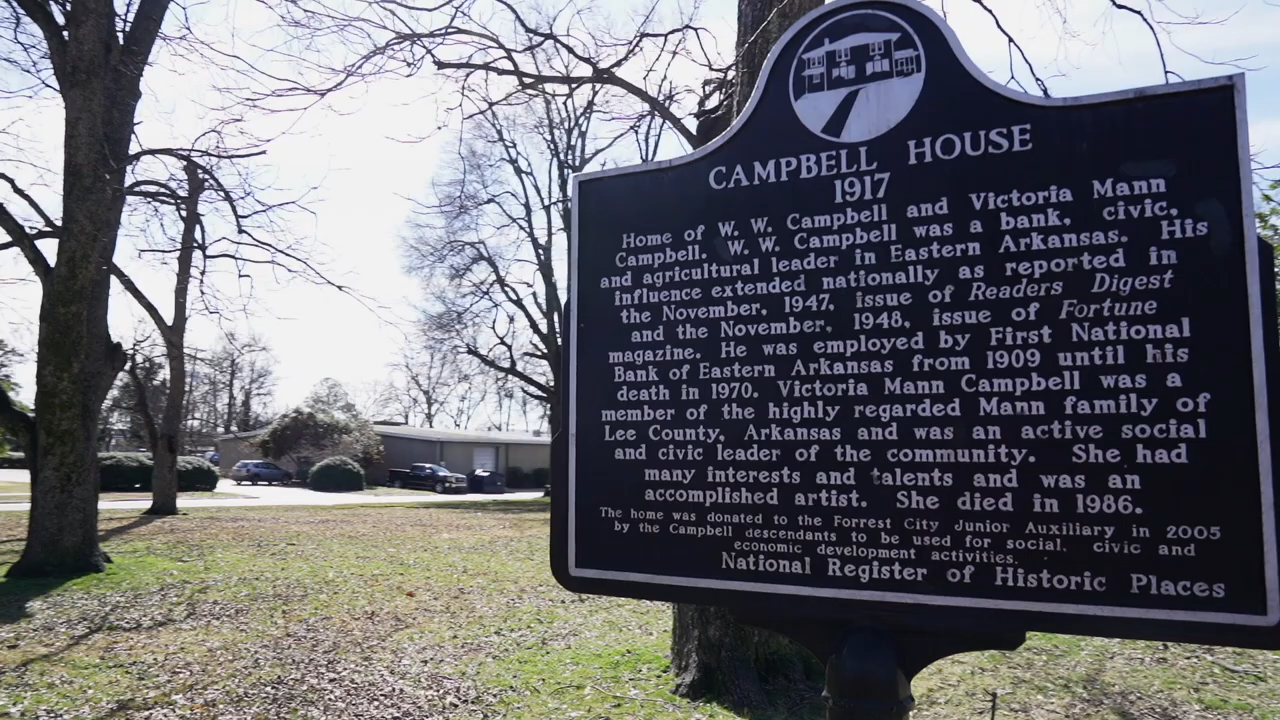 CAMPBELL HOUSE
1917
Home of W. W. Campbell and Victoria Mann
Campbell. W. W. Campbell was a bank, civic,
and agricultural leader in Eastern Arkansas. His
influence extended nationally as reported in
the November, 1947, issue of Readers Digest
and the November, 1948, issue of Fortune
magazine. He was employed by First National
Bank of Eastern Arkansas from 1909 until his
death in 1970. Victoria Mann Campbell was a
member of the highly regarded Mann family of
Lee County, Arkansas and was an active social
and civic leader of the community. She had
many interests and talents and was an
accomplished artist. She died in 1986.
The home was donated to the Forrest City Junior Auxiliary in 2005
by the Campbell descendants to be used for social, civic and
economic development activities.
National Register of Historic Places